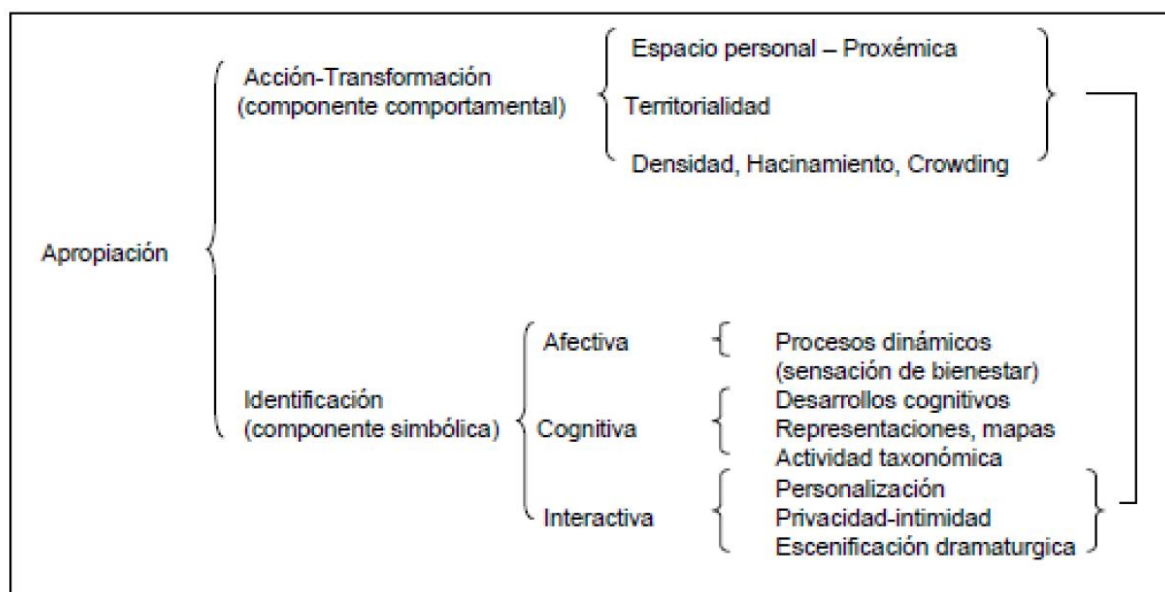 Espacio personal – Proxémica
Acción-Transformación
(componente comportamental)
Territorialidad
Densidad, Hacinamiento, Crowding
Apropiación
Afectiva
Procesos dinámicos
(sensación de bienestar)
Identificación
(componente simbólica)
Cognitiva
Desarrollos cognitivos
Representaciones, mapas
Actividad taxonómica
Interactiva
Personalización
Privacidad-intimidad
Escenificación dramaturgica